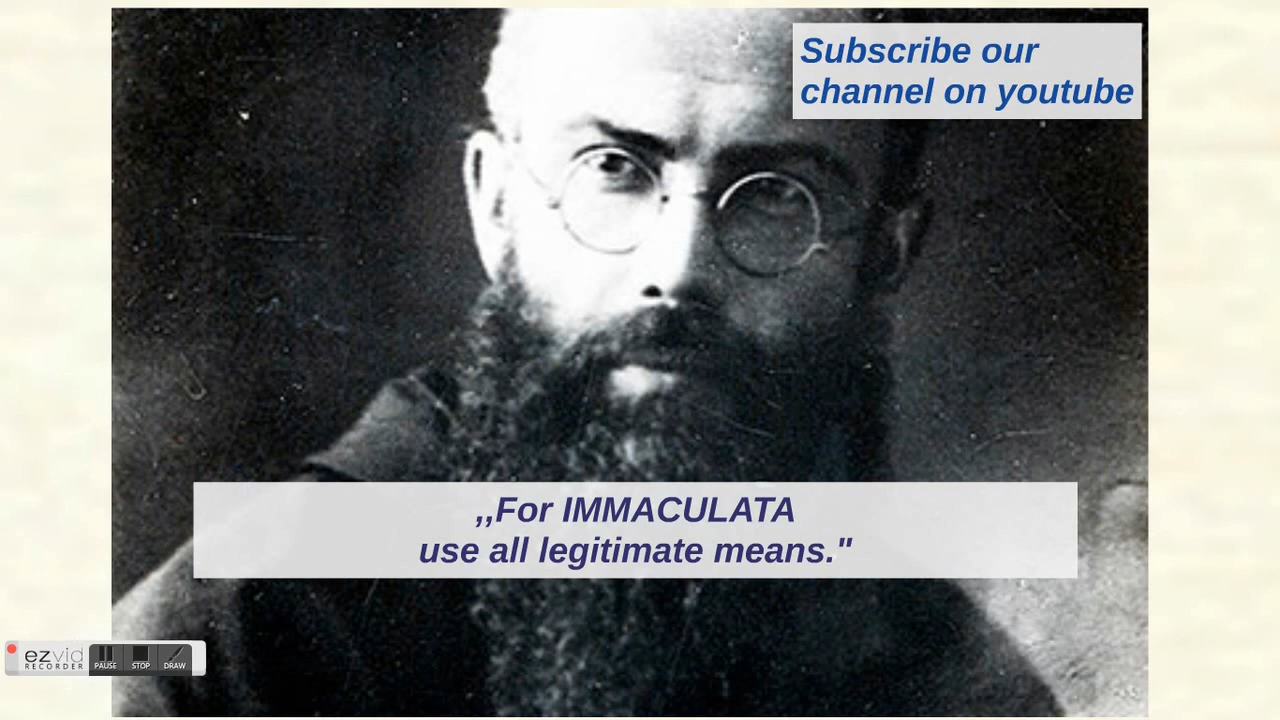 Subscribe our
channel on youtube
,,For IMMACULATA
use all legitimate means."
ezvid
RECORDER
PAUSE STOP DRAW